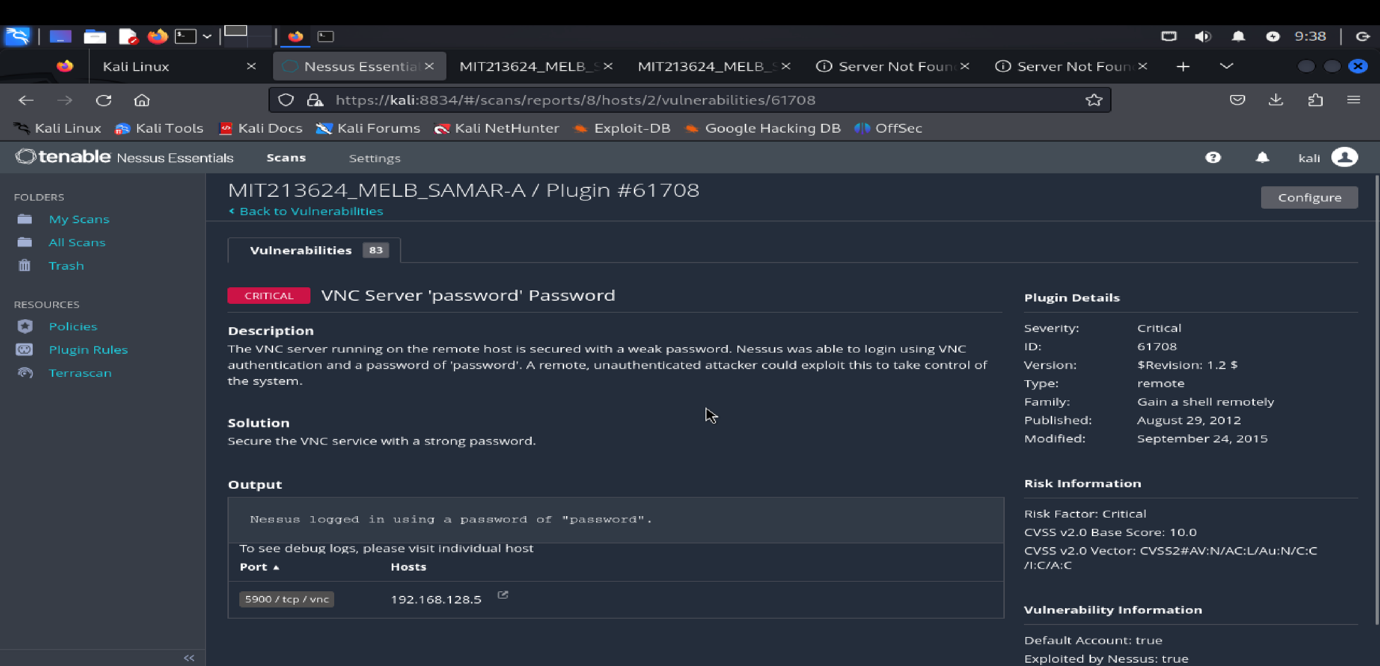 9:38
Kali Linux
Nessus Essentia
MIT213624_MELB_S
MIT213624_MELB_S
Server Not Foun
Server Not Foun
https://kali:8834/#/scans/reports/8/hosts/2/vulnerabilities/61708
Kali Linux Kali Tools Kali Docs Kali Forums Kali NetHunter Exploit-DB Google Hacking DB OffSec
tenable Nessus Essentials Scans Settings kali
FOLDERS
My Scans
All Scans
Trash
RESOURCES
Policies
Plugin Rules
Terrascan
MIT213624_MELB_SAMAR-A / Plugin #61708
Configure
< Back to Vulnerabilities
Vulnerabilities 83
CRITICAL VNC Server 'password' Password
Description
The VNC server running on the remote host is secured with a weak password. Nessus was able to login using VNC
authentication and a password of 'password'. A remote, unauthenticated attacker could exploit this to take control of
the system.
Solution
Secure the VNC service with a strong password.
Output
Nessus logged in using a password of "password".
To see debug logs, please visit individual host
Port Hosts
5900 / tcp / vnc 192.168.128.5
Plugin Details
Severity: Critical
ID: 61708
Version: $Revision: 1.2 $
Type: remote
Family: Gain a shell remotely
Published: August 29, 2012
Modified: September 24, 2015
Risk Information
Risk Factor: Critical
CVSS v2.0 Base Score: 10.0
CVSS v2.0 Vector: CVSS2#AV:N/AC:L/Au:N/C:C
/I:C/A:C
Vulnerability Information
Default Account: true
Exploited by Nessus: true